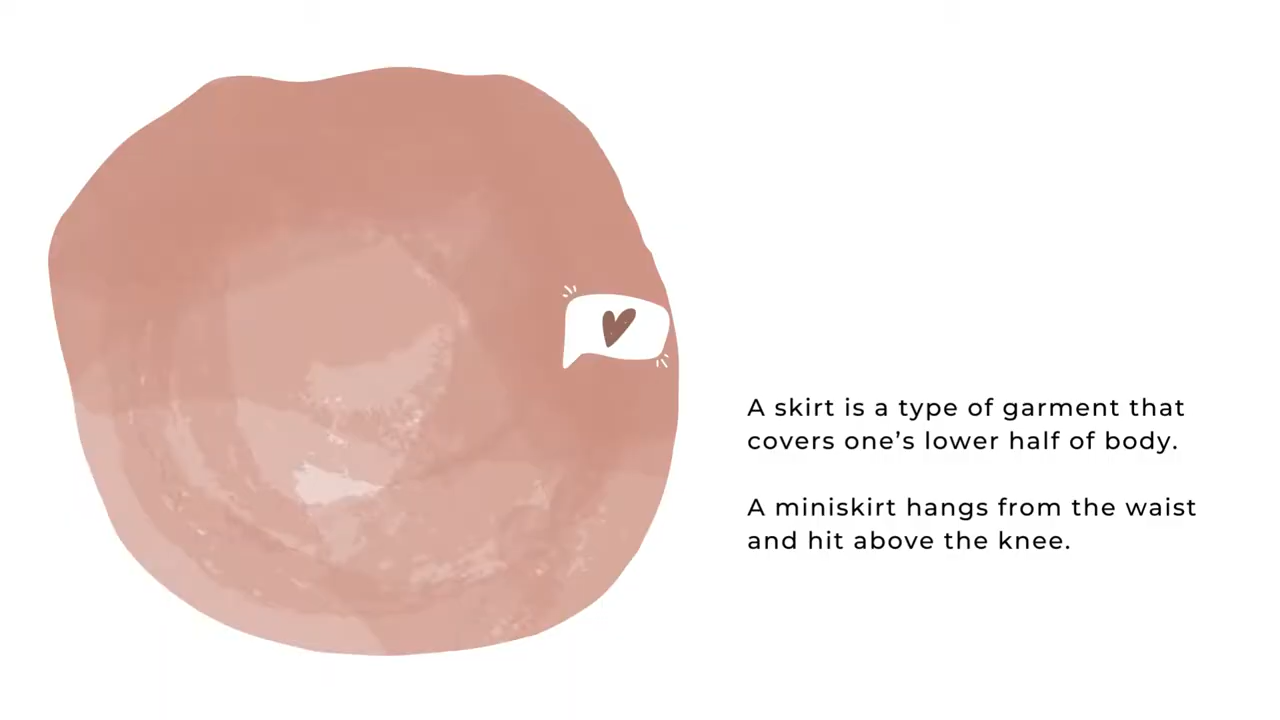 A skirt is a type of garment that
covers one’s lower half of body.
A miniskirt hangs from the waist
and hit above the knee.